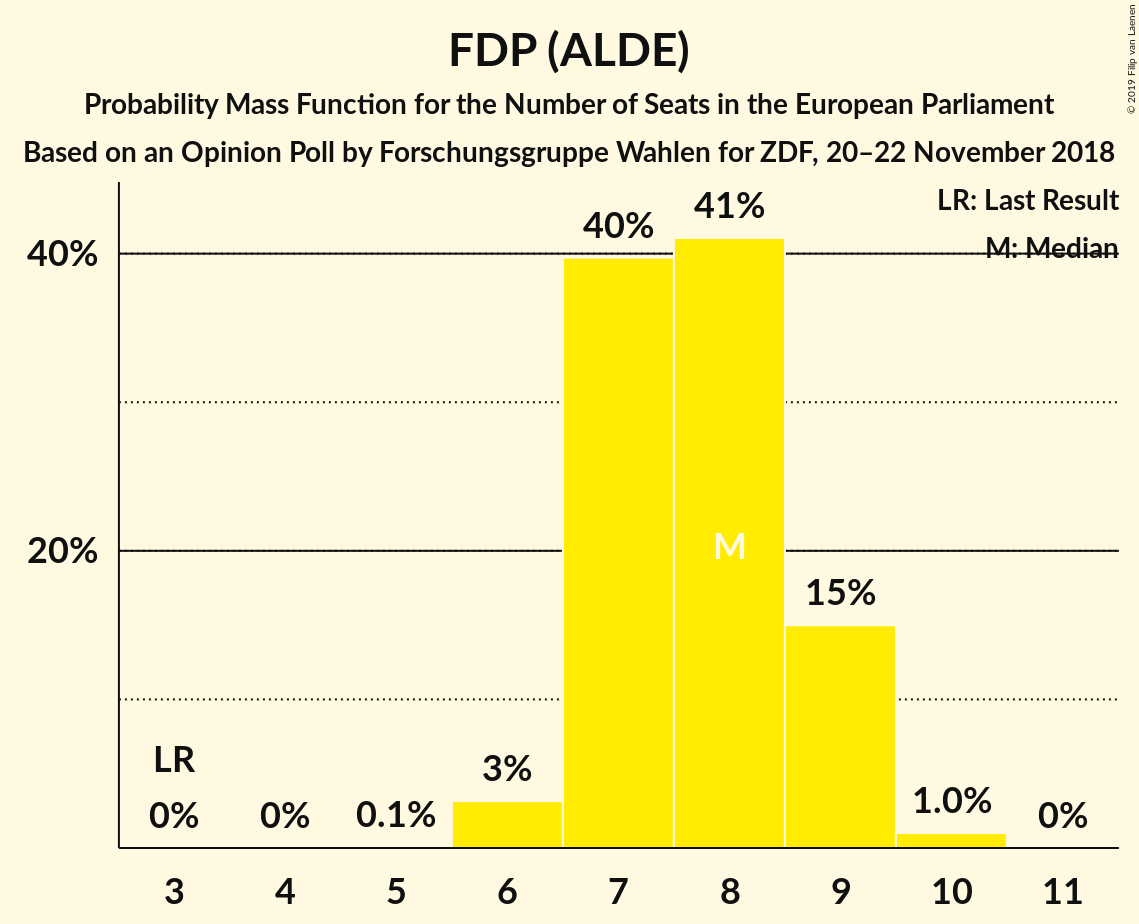 FDP (ALDE)
Probability Mass Function for the Number of Seats in the European Parliament
Based on an Opinion Poll by Forschungsgruppe Wahlen for ZDF, 20–22 November 2018
© 2019 Filip van Laenen
LR: Last Result
M: Median
40%
20%
LR
0%
0%
0.1%
3%
40%
41%
M
15%
1.0%
0%
3 4 5 6 7 8 9 10 11